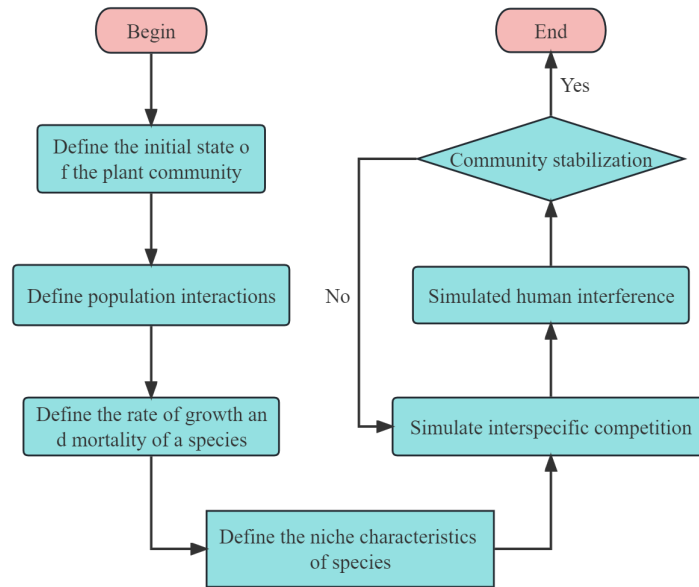 Begin
Define the initial state o
f the plant community
Define population interactions
Define the rate of growth an
d mortality of a species
Define the niche characteristics
of species
Simulate interspecific competition
Simulated human interference
Community stabilization
No
Yes
End